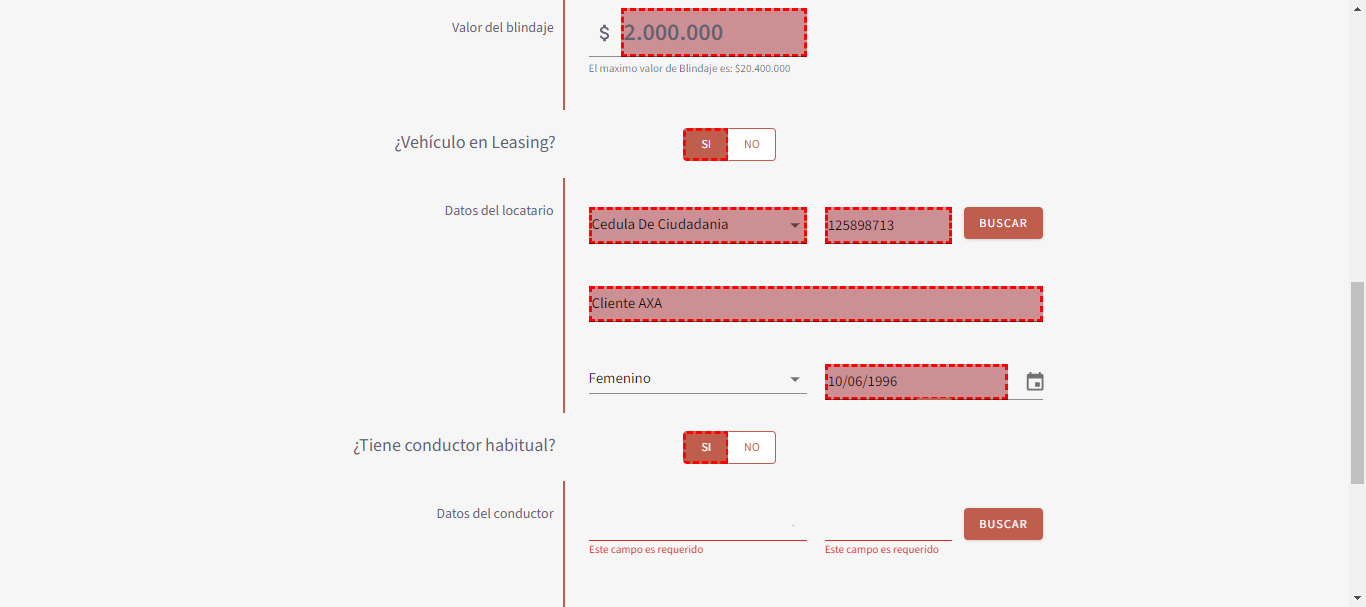 Valor del blindaje
$ 2.000.000
El maximo valor de Blindaje es: $20.400.000
¿Vehículo en Leasing?
SI NO
Datos del locatario
Cedula De Ciudadania 125898713 BUSCAR
Cliente AXA
Femenino 10/06/1996
¿Tiene conductor habitual?
SI NO
Datos del conductor
BUSCAR
Este campo es requerido Este campo es requerido